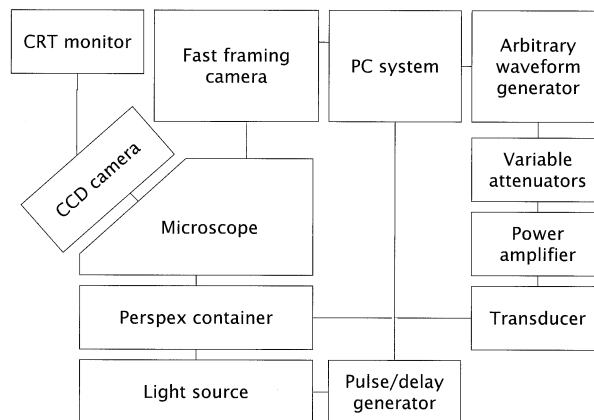 CRT monitor
Fast framing
camera
PC system
Arbitrary
waveform
generator
CCD camera
Variable
attenuators
Microscope
Power
amplifier
Perspex container
Transducer
Light source
Pulse/delay
generator